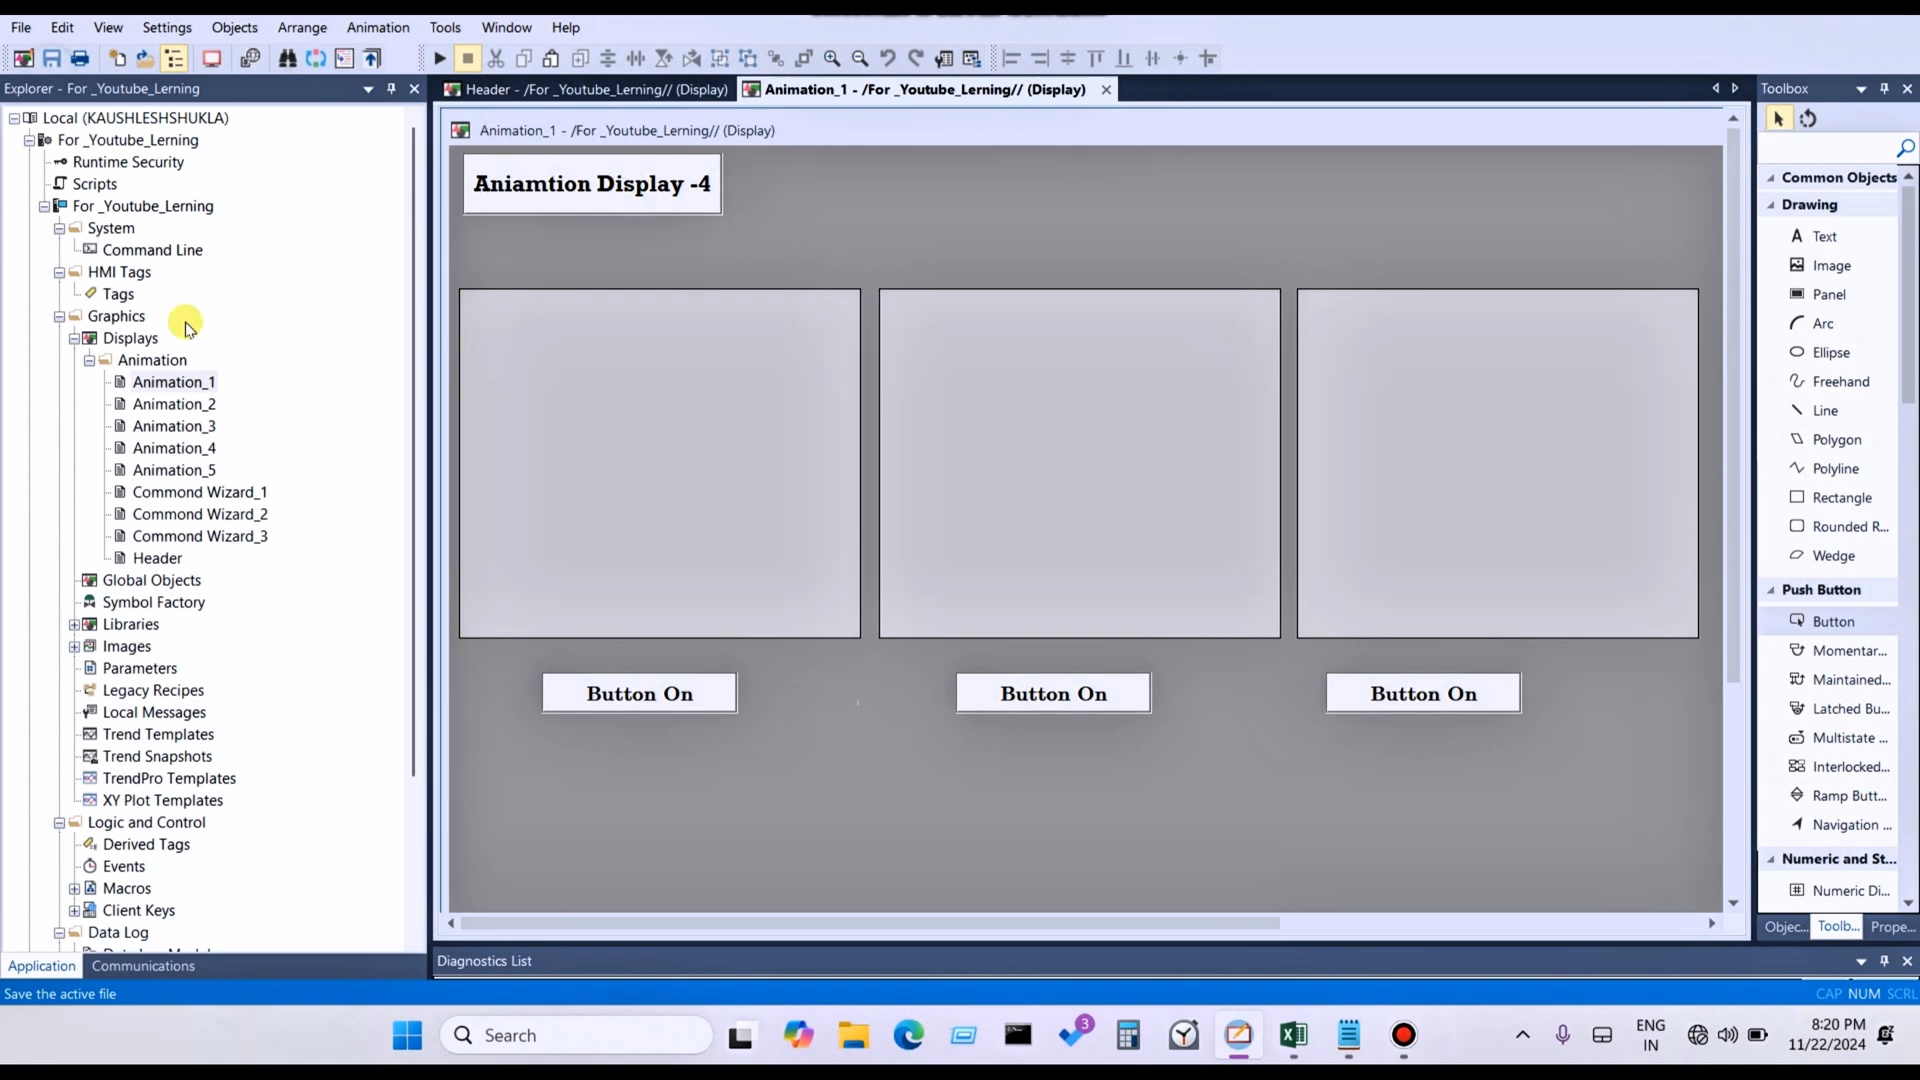 File Edit View Settings Objects Arrange Animation Tools Window Help
Explorer - For _Youtube_Lerning
Header - /For _Youtube_Lerning// (Display)
Animation_1 - /For _Youtube_Lerning// (Display)
Toolbox
Local (KAUSHLESHSHUKLA)
For _Youtube_Lerning
Runtime Security
Scripts
For _Youtube_Lerning
System
Command Line
HMI Tags
Tags
Graphics
Displays
Animation
Animation_1
Animation_2
Animation_3
Animation_4
Animation_5
Commond Wizard_1
Commond Wizard_2
Commond Wizard_3
Header
Global Objects
Symbol Factory
Libraries
Images
Parameters
Legacy Recipes
Local Messages
Trend Templates
Trend Snapshots
TrendPro Templates
XY Plot Templates
Logic and Control
Derived Tags
Events
Macros
Client Keys
Data Log
Application Communications
Animation_1 - /For _Youtube_Lerning// (Display)
Aniamtion Display -4
Button On
Button On
Button On
Diagnostics List
Common Objects
Drawing
Text
Image
Panel
Arc
Ellipse
Freehand
Line
Polygon
Polyline
Rectangle
Rounded R...
Wedge
Push Button
Button
Momentar...
Maintained...
Latched Bu...
Multistate ...
Interlocked...
Ramp Butt...
Navigation ...
Numeric and St...
Numeric Di...
Objec... Toolb... Prope...
Save the active file
CAP NUM SCRL
Search
3
ENG
IN
8:20 PM
11/22/2024